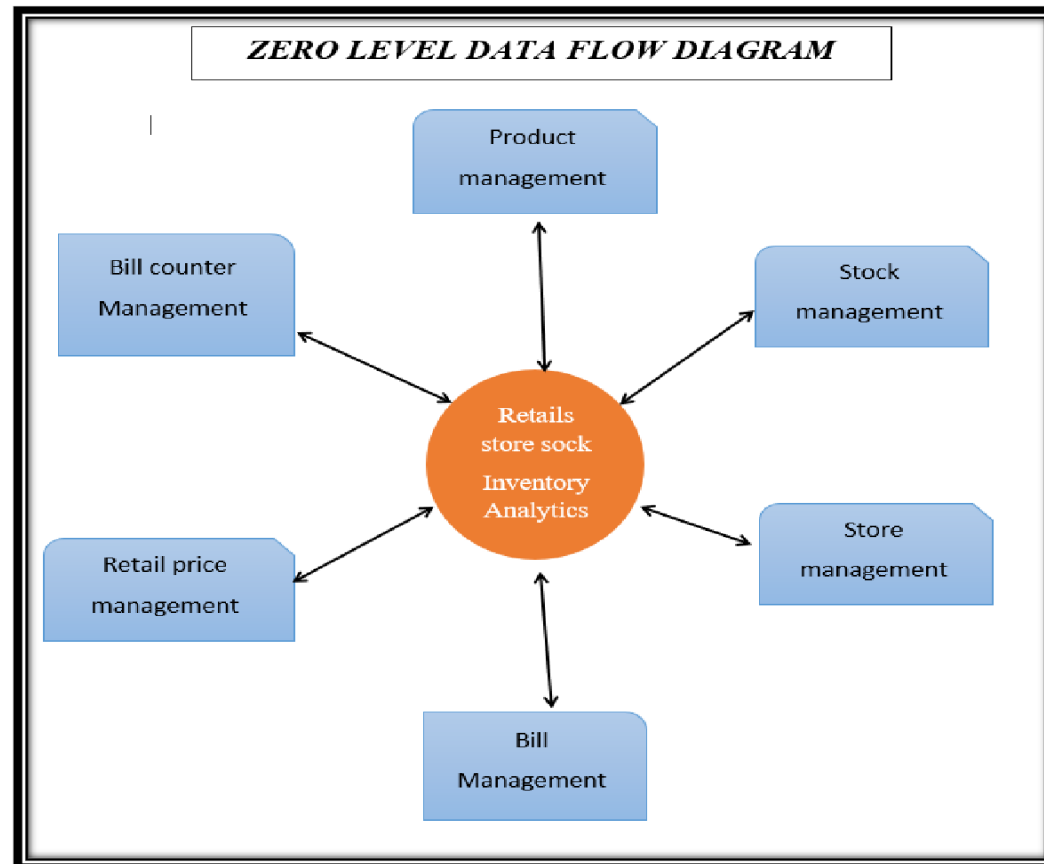 ZERO LEVEL DATA FLOW DIAGRAM
Product
management
Bill counter
Management
Stock
management
Retails
store sock
Inventory
Analytics
Retail price
management
Store
management
Bill
Management